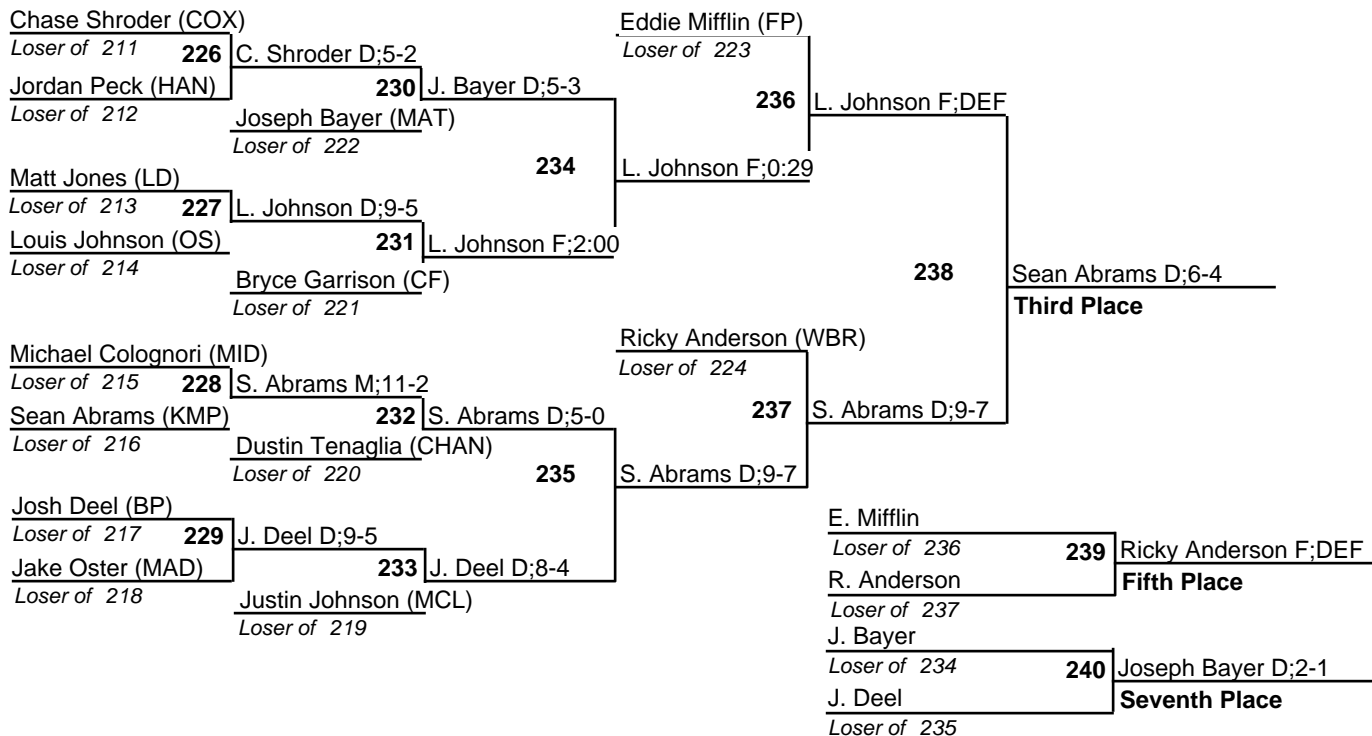 Chase Shroder (COX)
Loser of 211
226
C. Shroder D;5-2
Jordan Peck (HAN)
Loser of 212
230
J. Bayer D;5-3
Joseph Bayer (MAT)
Loser of 222
234
L. Johnson F;0:29
Matt Jones (LD)
Loser of 213
227
L. Johnson D;9-5
Louis Johnson (OS)
Loser of 214
231
L. Johnson F;2:00
Bryce Garrison (CF)
Loser of 221
Eddie Mifflin (FP)
Loser of 223
236
L. Johnson F;DEF
238
Sean Abrams D;6-4
Third Place
Michael Colognori (MID)
Loser of 215
228
S. Abrams M;11-2
Sean Abrams (KMP)
Loser of 216
232
S. Abrams D;5-0
Dustin Tenaglia (CHAN)
Loser of 220
235
S. Abrams D;9-7
Josh Deel (BP)
Loser of 217
229
J. Deel D;9-5
Jake Oster (MAD)
Loser of 218
233
J. Deel D;8-4
Justin Johnson (MCL)
Loser of 219
Ricky Anderson (WBR)
Loser of 224
237
S. Abrams D;9-7
E. Mifflin
Loser of 236
239
Ricky Anderson F;DEF
R. Anderson
Fifth Place
Loser of 237
J. Bayer
Loser of 234
240
Joseph Bayer D;2-1
J. Deel
Seventh Place
Loser of 235